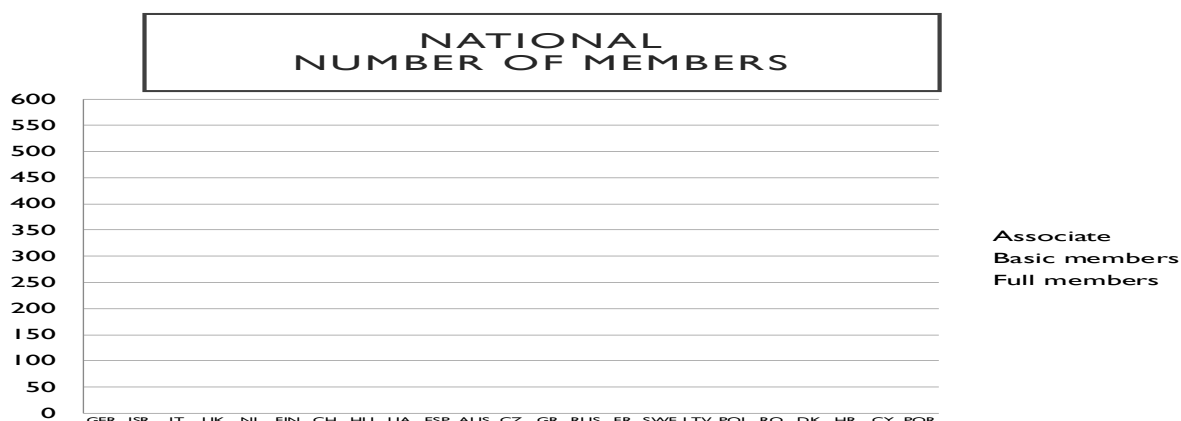 NATIONAL
NUMBER OF MEMBERS
600
550
500
450
400
350
300
250
200
150
100
50
0
Associate
Basic members
Full members
GER ISR IT UK NL FIN CH HU UA ESP AUS CZ GR RUS FR SWE LTV POL RO DK HR CY POR